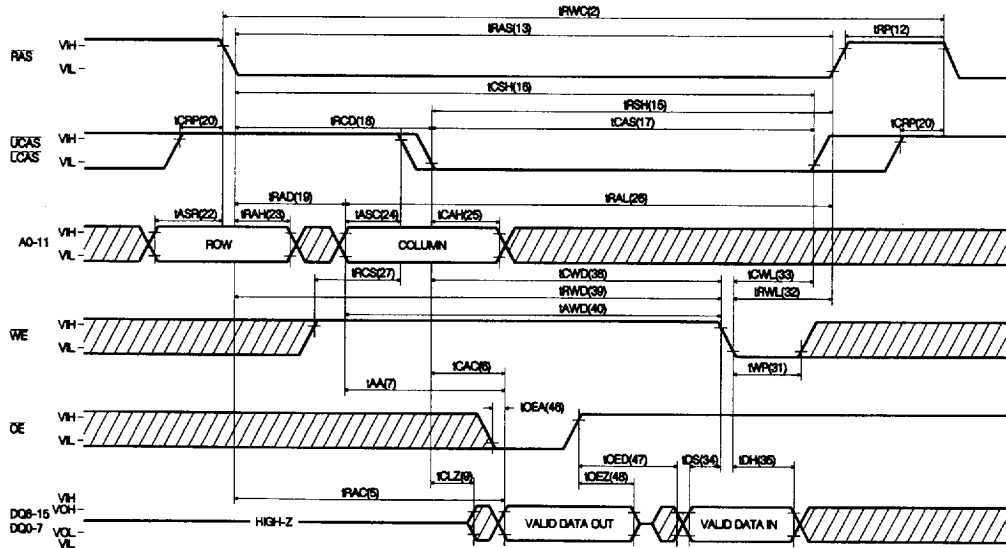 tRWC(2)
tRAS(13)
tRP(12)
RAS
VIH
VIL
tCSH(16)
tRSH(15)
tCRP(20)
tRCD(18)
tCAS(17)
tCRP(20)
UCAS
LCAS
VIH
VIL
tRAD(19)
tRAL(26)
tASR(22)
tRAH(23)
tASC(24)
tCAH(25)
A0-11
VIH
VIL
ROW
COLUMN
tRCS(27)
tCWD(38)
tCWL(33)
tRWD(39)
tRWL(32)
tAWD(40)
WE
VIH
VIL
tWP(31)
tCAC(6)
tAA(7)
tOEA(46)
OE
VIH
VIL
tOED(47)
tDS(34)
tDH(35)
tCLZ(9)
tOEZ(48)
tRAC(5)
DQ8-15
DQ0-7
VIH
VOH
VOL
VIL
HIGH-Z
VALID DATA OUT
VALID DATA IN